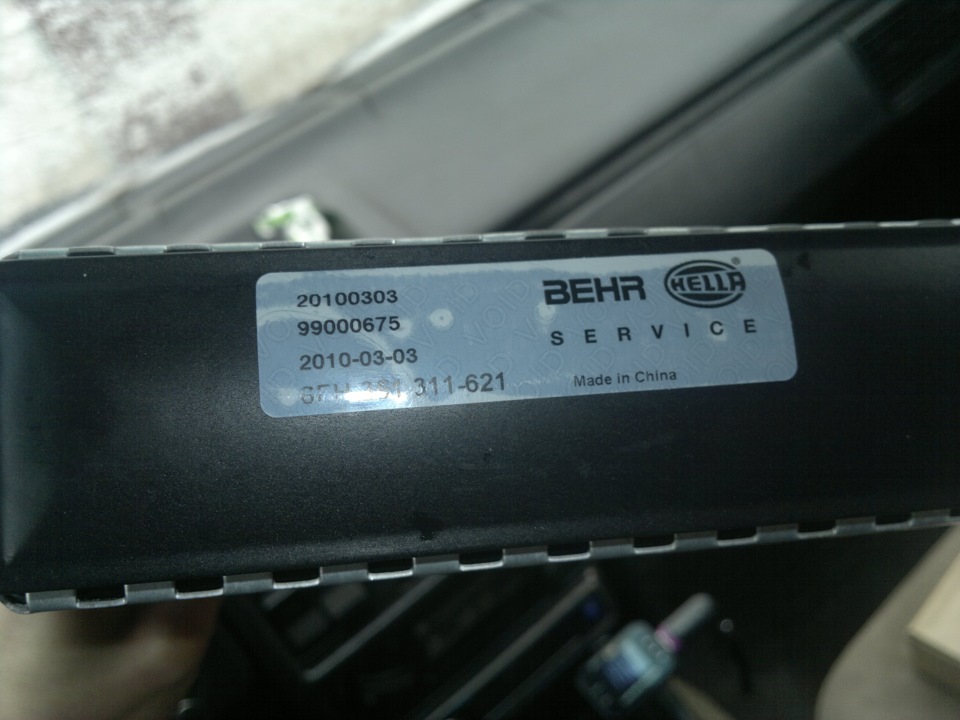 20100303
99000675
2010-03-03
311-621
BEHR HELLA®
SERVICE
Made in China